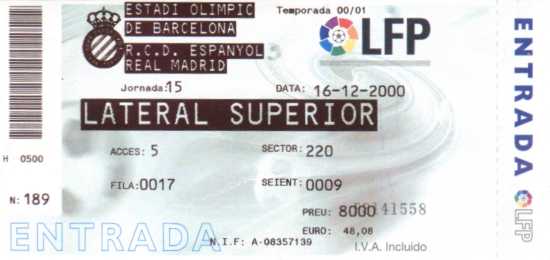 ESTADI OLIMPIC
DE BARCELONA
R.C.D. ESPANYOL
REAL MADRID
Temporada 00/01
LFP
Jornada:15
DATA: 16-12-2000
LATERAL SUPERIOR
ACCES: 5
SECTOR: 220
H 0500
FILA: 0017
SEIENT: 0009
N: 189
PREU: 8000
141558
EURO: 48,08
ENTRADA
N.I.F: A-08357139
I.V.A. Incluido
ENTRADA
LFP